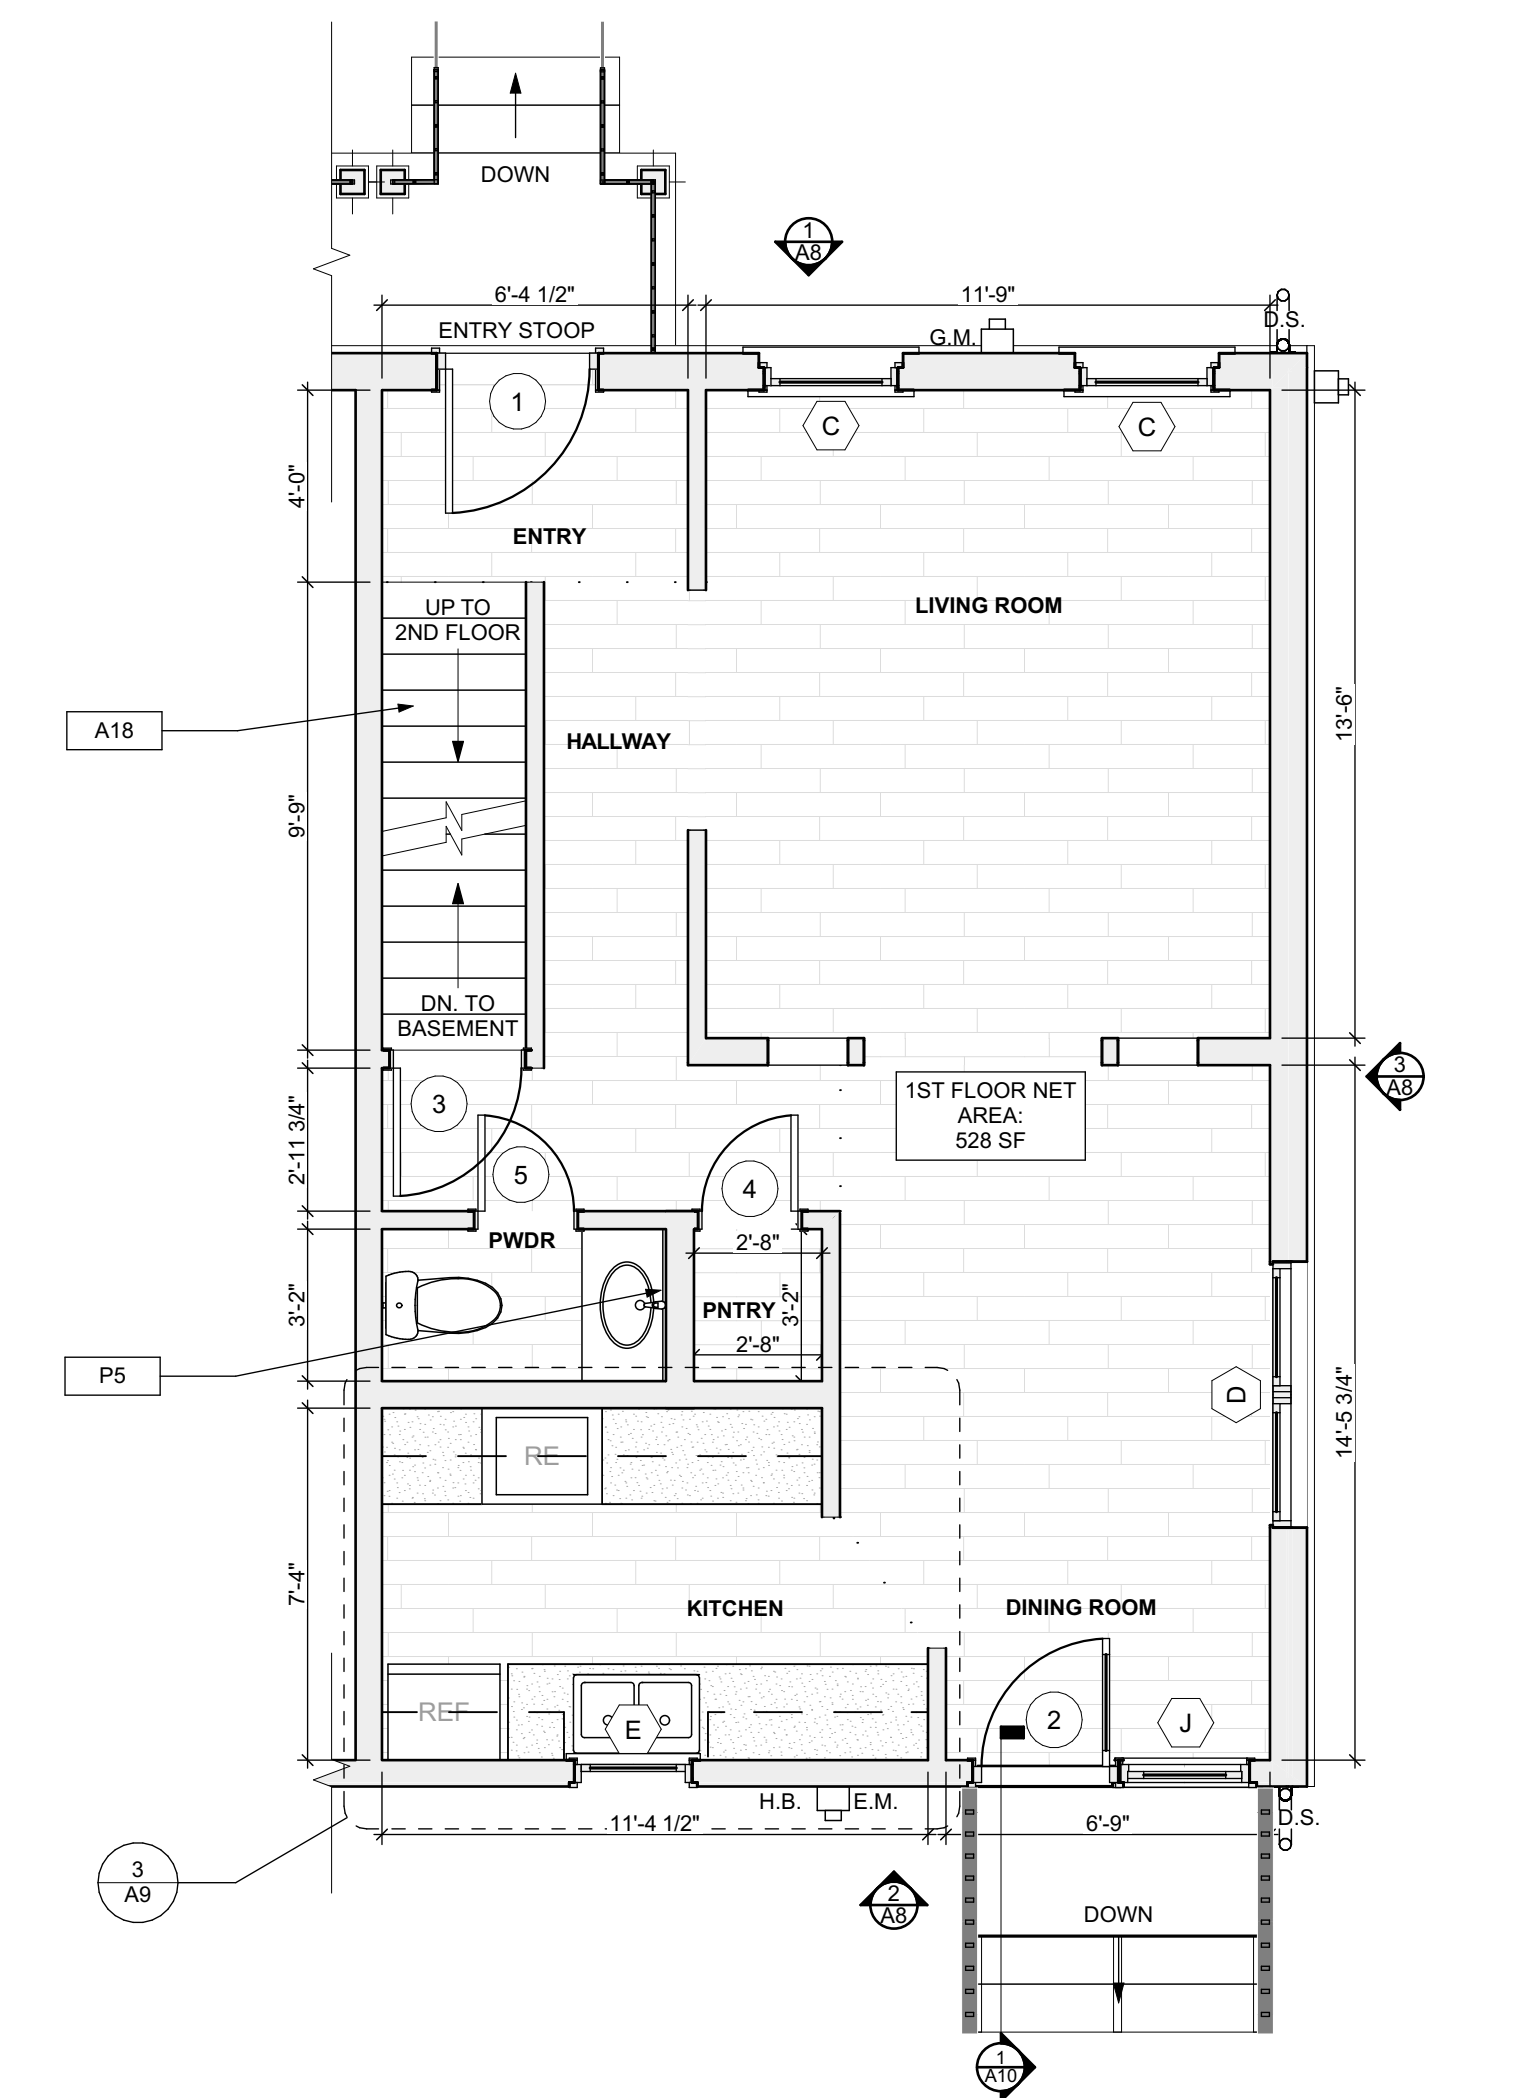 DOWN
1
A8
6'-4 1/2"
11'-9"
D.S.
ENTRY STOOP
G.M.
1
C
C
4'-0"
ENTRY
UP TO
2ND FLOOR
LIVING ROOM
A18
HALLWAY
13'-6"
9'-9"
DN. TO
BASEMENT
3
A8
1ST FLOOR NET
AREA:
528 SF
3
2'-11 3/4"
5
4
PWDR
2'-8"
3'-2"
PNTRY
3'-2"
2'-8"
P5
D
14'-5 3/4"
RE
7'-4"
KITCHEN
DINING ROOM
REF
E
2
J
H.B.
E.M.
11'-4 1/2"
6'-9"
D.S.
3
A9
2
A8
DOWN
1
A10